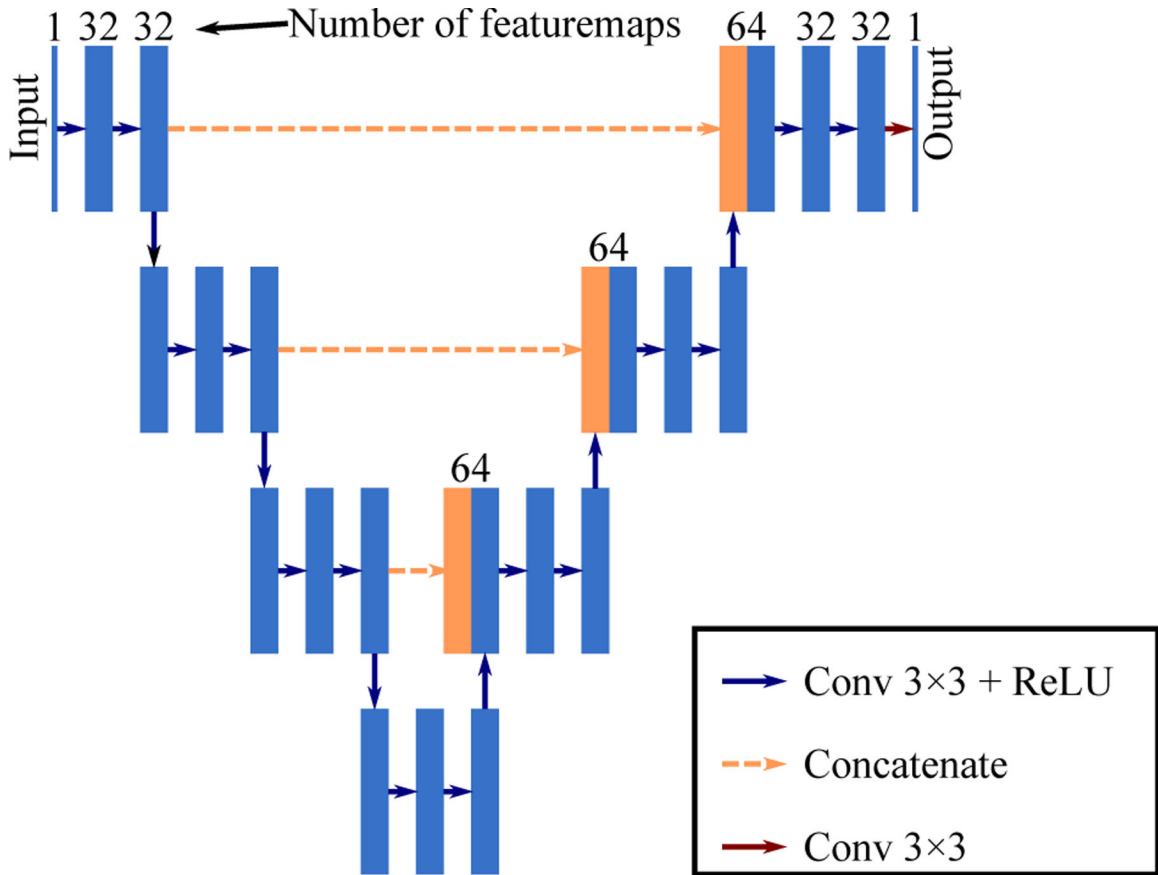 Number of featuremaps
1 32 32
64 32 32 1
Input
Output
64
64
Conv 3×3 + ReLU
Concatenate
Conv 3×3